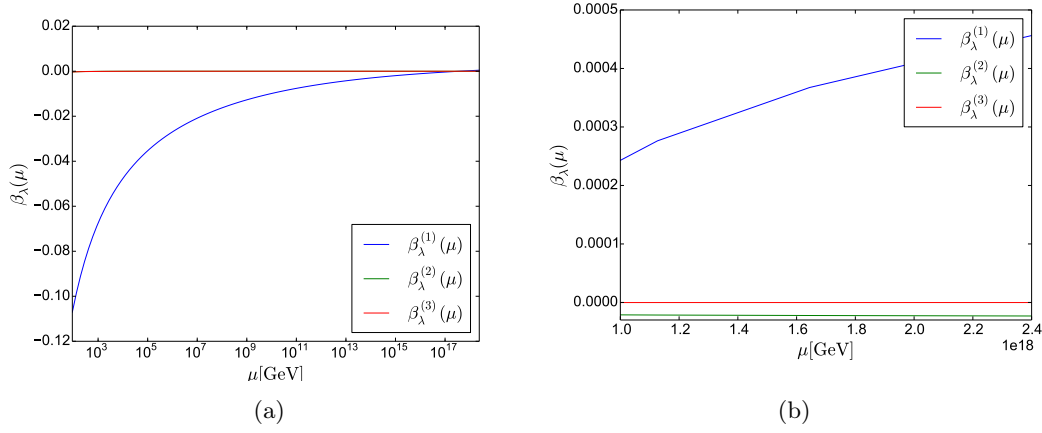 0.02
0.00
−0.02
−0.04
−0.06
−0.08
−0.10
−0.12
β_λ(μ)
β_λ^(1)(μ)
β_λ^(2)(μ)
β_λ^(3)(μ)
10^3 10^5 10^7 10^9 10^11 10^13 10^15 10^17
μ[GeV]
(a)
0.0005
0.0004
0.0003
0.0002
0.0001
0.0000
β_λ(μ)
β_λ^(1)(μ)
β_λ^(2)(μ)
β_λ^(3)(μ)
1.0 1.2 1.4 1.6 1.8 2.0 2.2 2.4
1e18
μ[GeV]
(b)